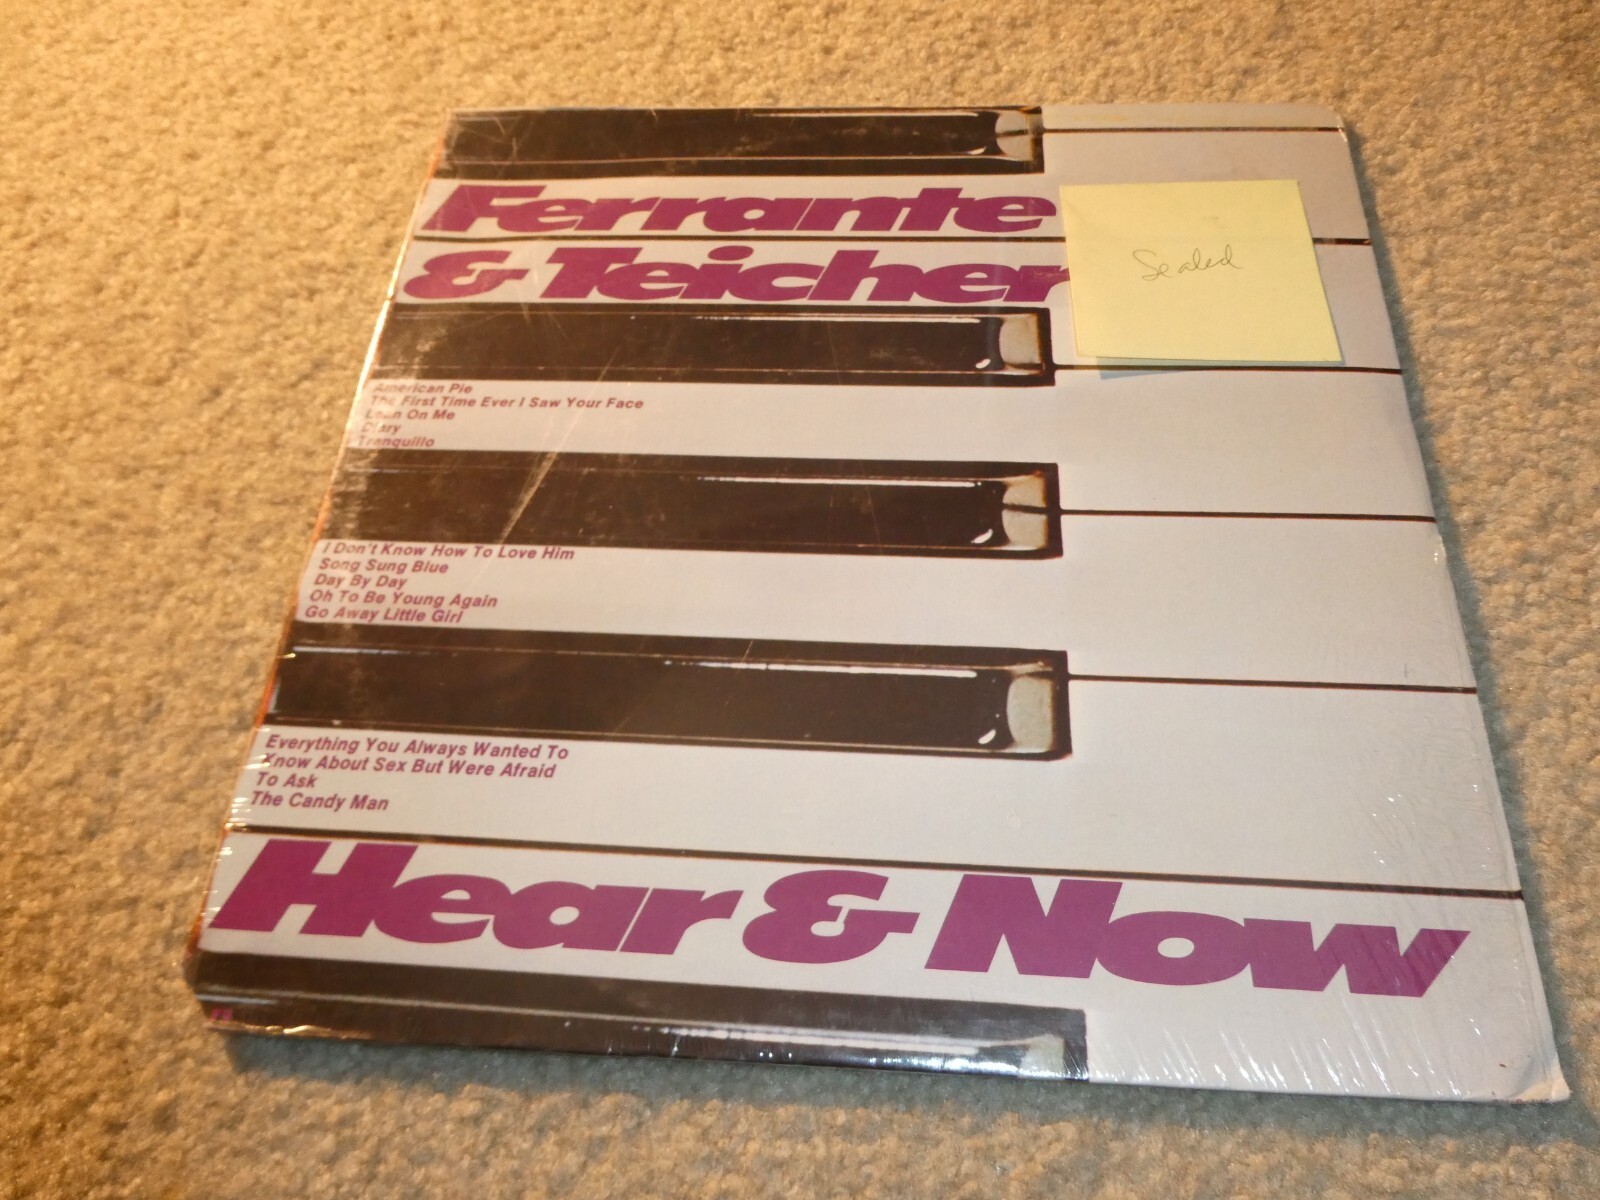 Ferrante
& Teicher
Sealed
American Pie
The First Time Ever I Saw Your Face
Lean On Me
Diary
Tranquillo
I Don't Know How To Love Him
Song Sung Blue
Day By Day
Oh To Be Young Again
Go Away Little Girl
Everything You Always Wanted To
Know About Sex But Were Afraid
To Ask
The Candy Man
Hear & Now